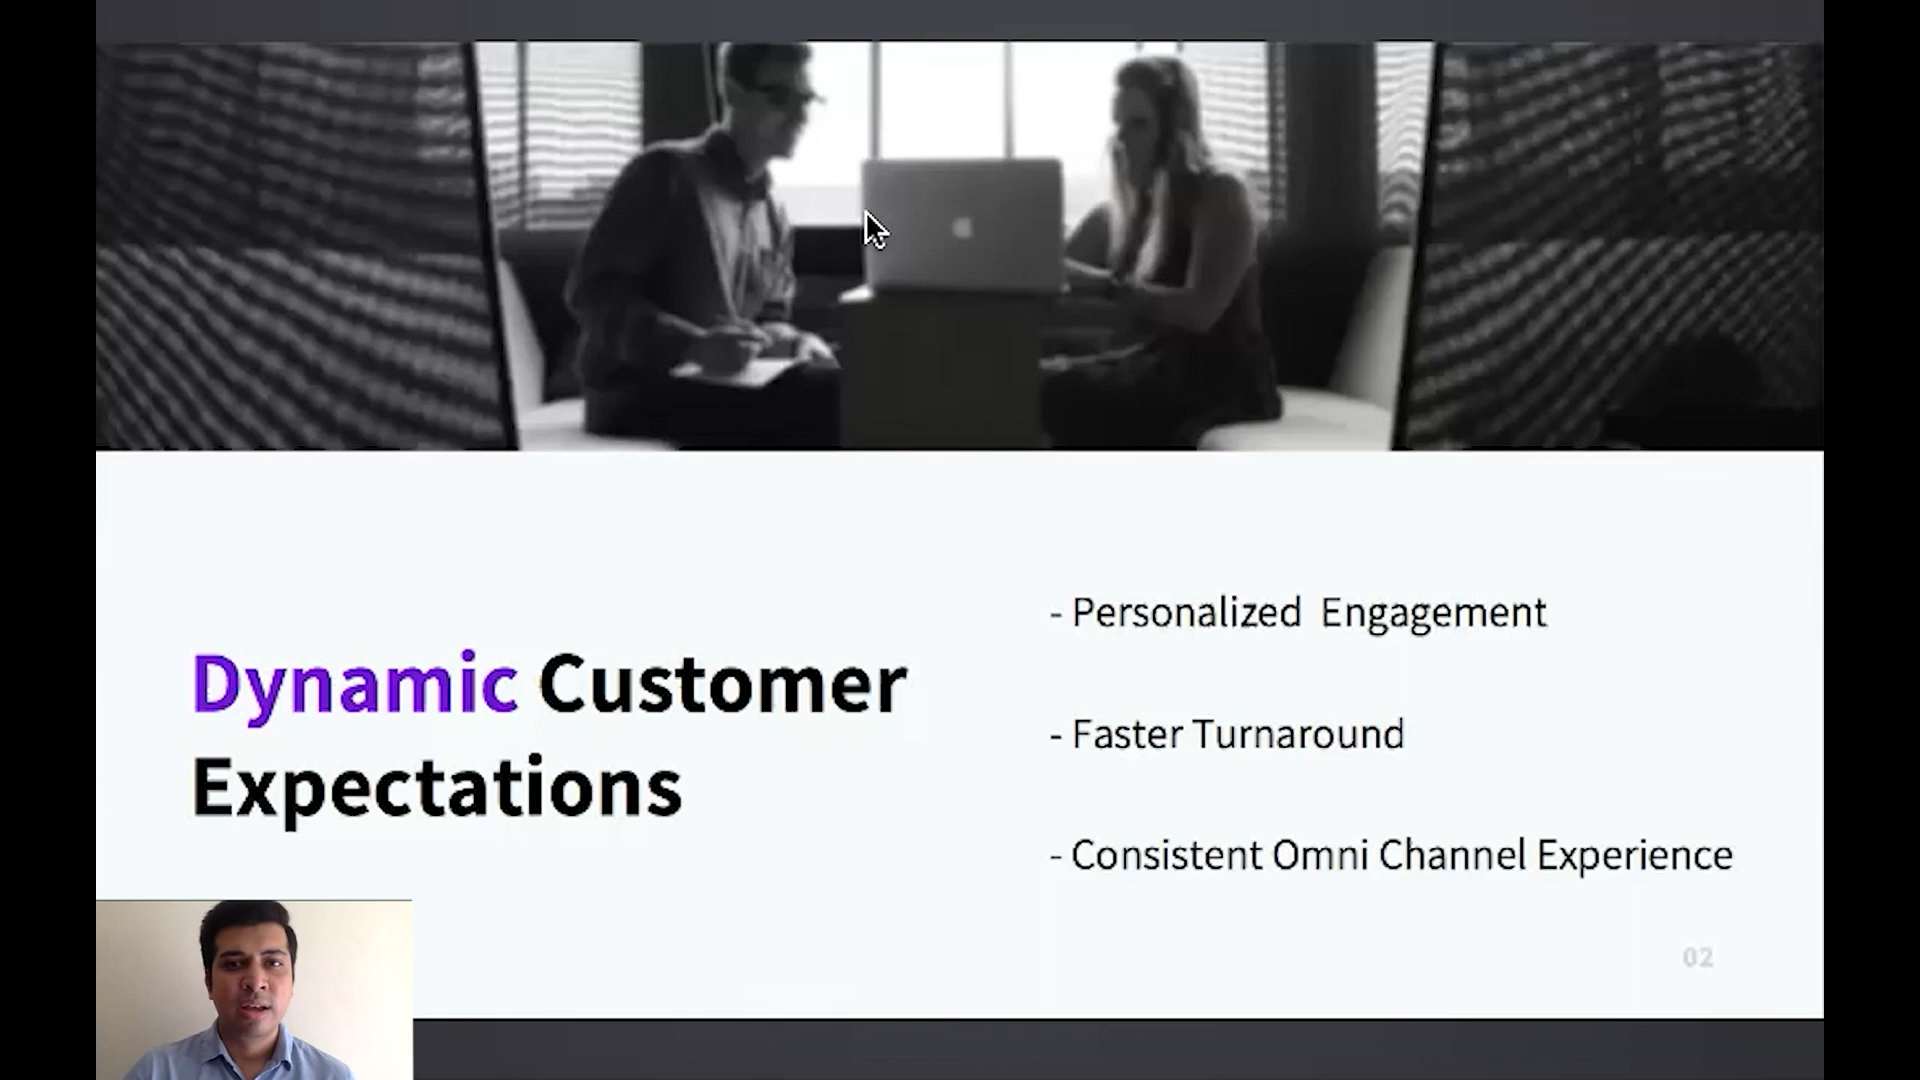 Dynamic Customer
Expectations
- Personalized  Engagement
- Faster Turnaround
- Consistent Omni Channel Experience
02